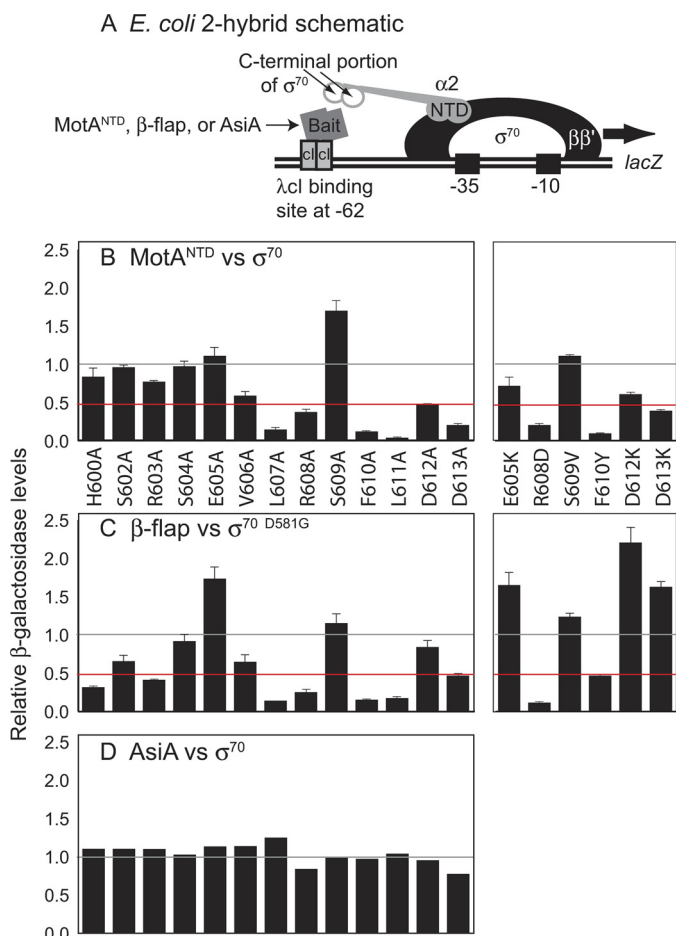 A E. coli 2-hybrid schematic
C-terminal portion
of σ⁷⁰
α2
NTD
MotAᴺᵀᴰ, β-flap, or AsiA
Bait
σ⁷⁰
ββ'
cI cI
lacZ
λcI binding
site at -62
-35
-10
Relative β-galactosidase levels
B MotAᴺᵀᴰ vs σ⁷⁰
2.5
2.0
1.5
1.0
0.5
0.0
H600A
S602A
R603A
S604A
E605A
V606A
L607A
R608A
S609A
F610A
L611A
D612A
D613A
E605K
R608D
S609V
F610Y
D612K
D613K
C β-flap vs σ⁷⁰ ᴰ⁵⁸¹ᴳ
2.5
2.0
1.5
1.0
0.5
0.0
D AsiA vs σ⁷⁰
2.5
2.0
1.5
1.0
0.5
0.0